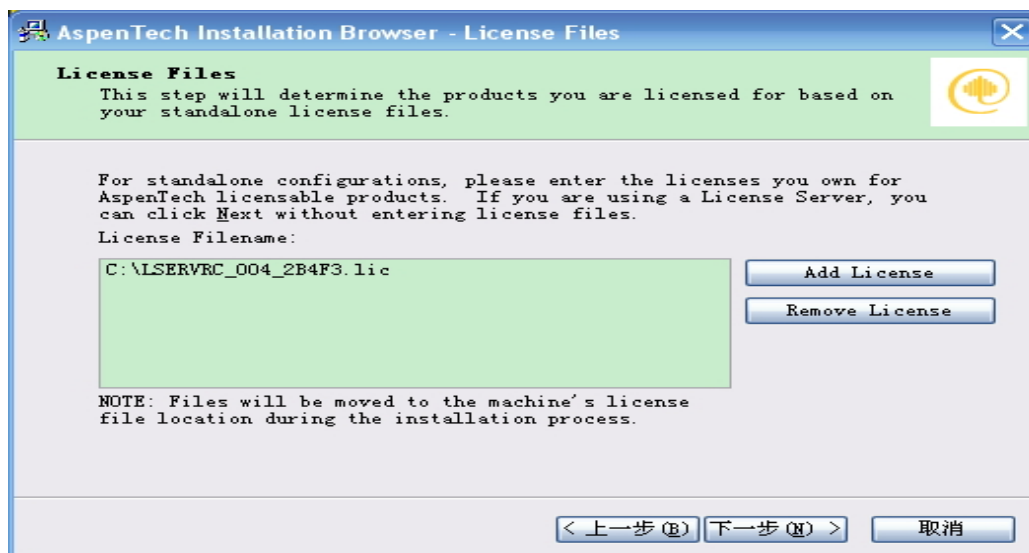 AspenTech Installation Browser - License Files
License Files
This step will determine the products you are licensed for based on
your standalone license files.
For standalone configurations, please enter the licenses you own for
AspenTech licensable products.  If you are using a License Server, you
can click Next without entering license files.
License Filename:
C:\LSERVRC_004_2B4F3.lic
Add License
Remove License
NOTE: Files will be moved to the machine's license
file location during the installation process.
< 上一步(B) 下一步(N) > 取消